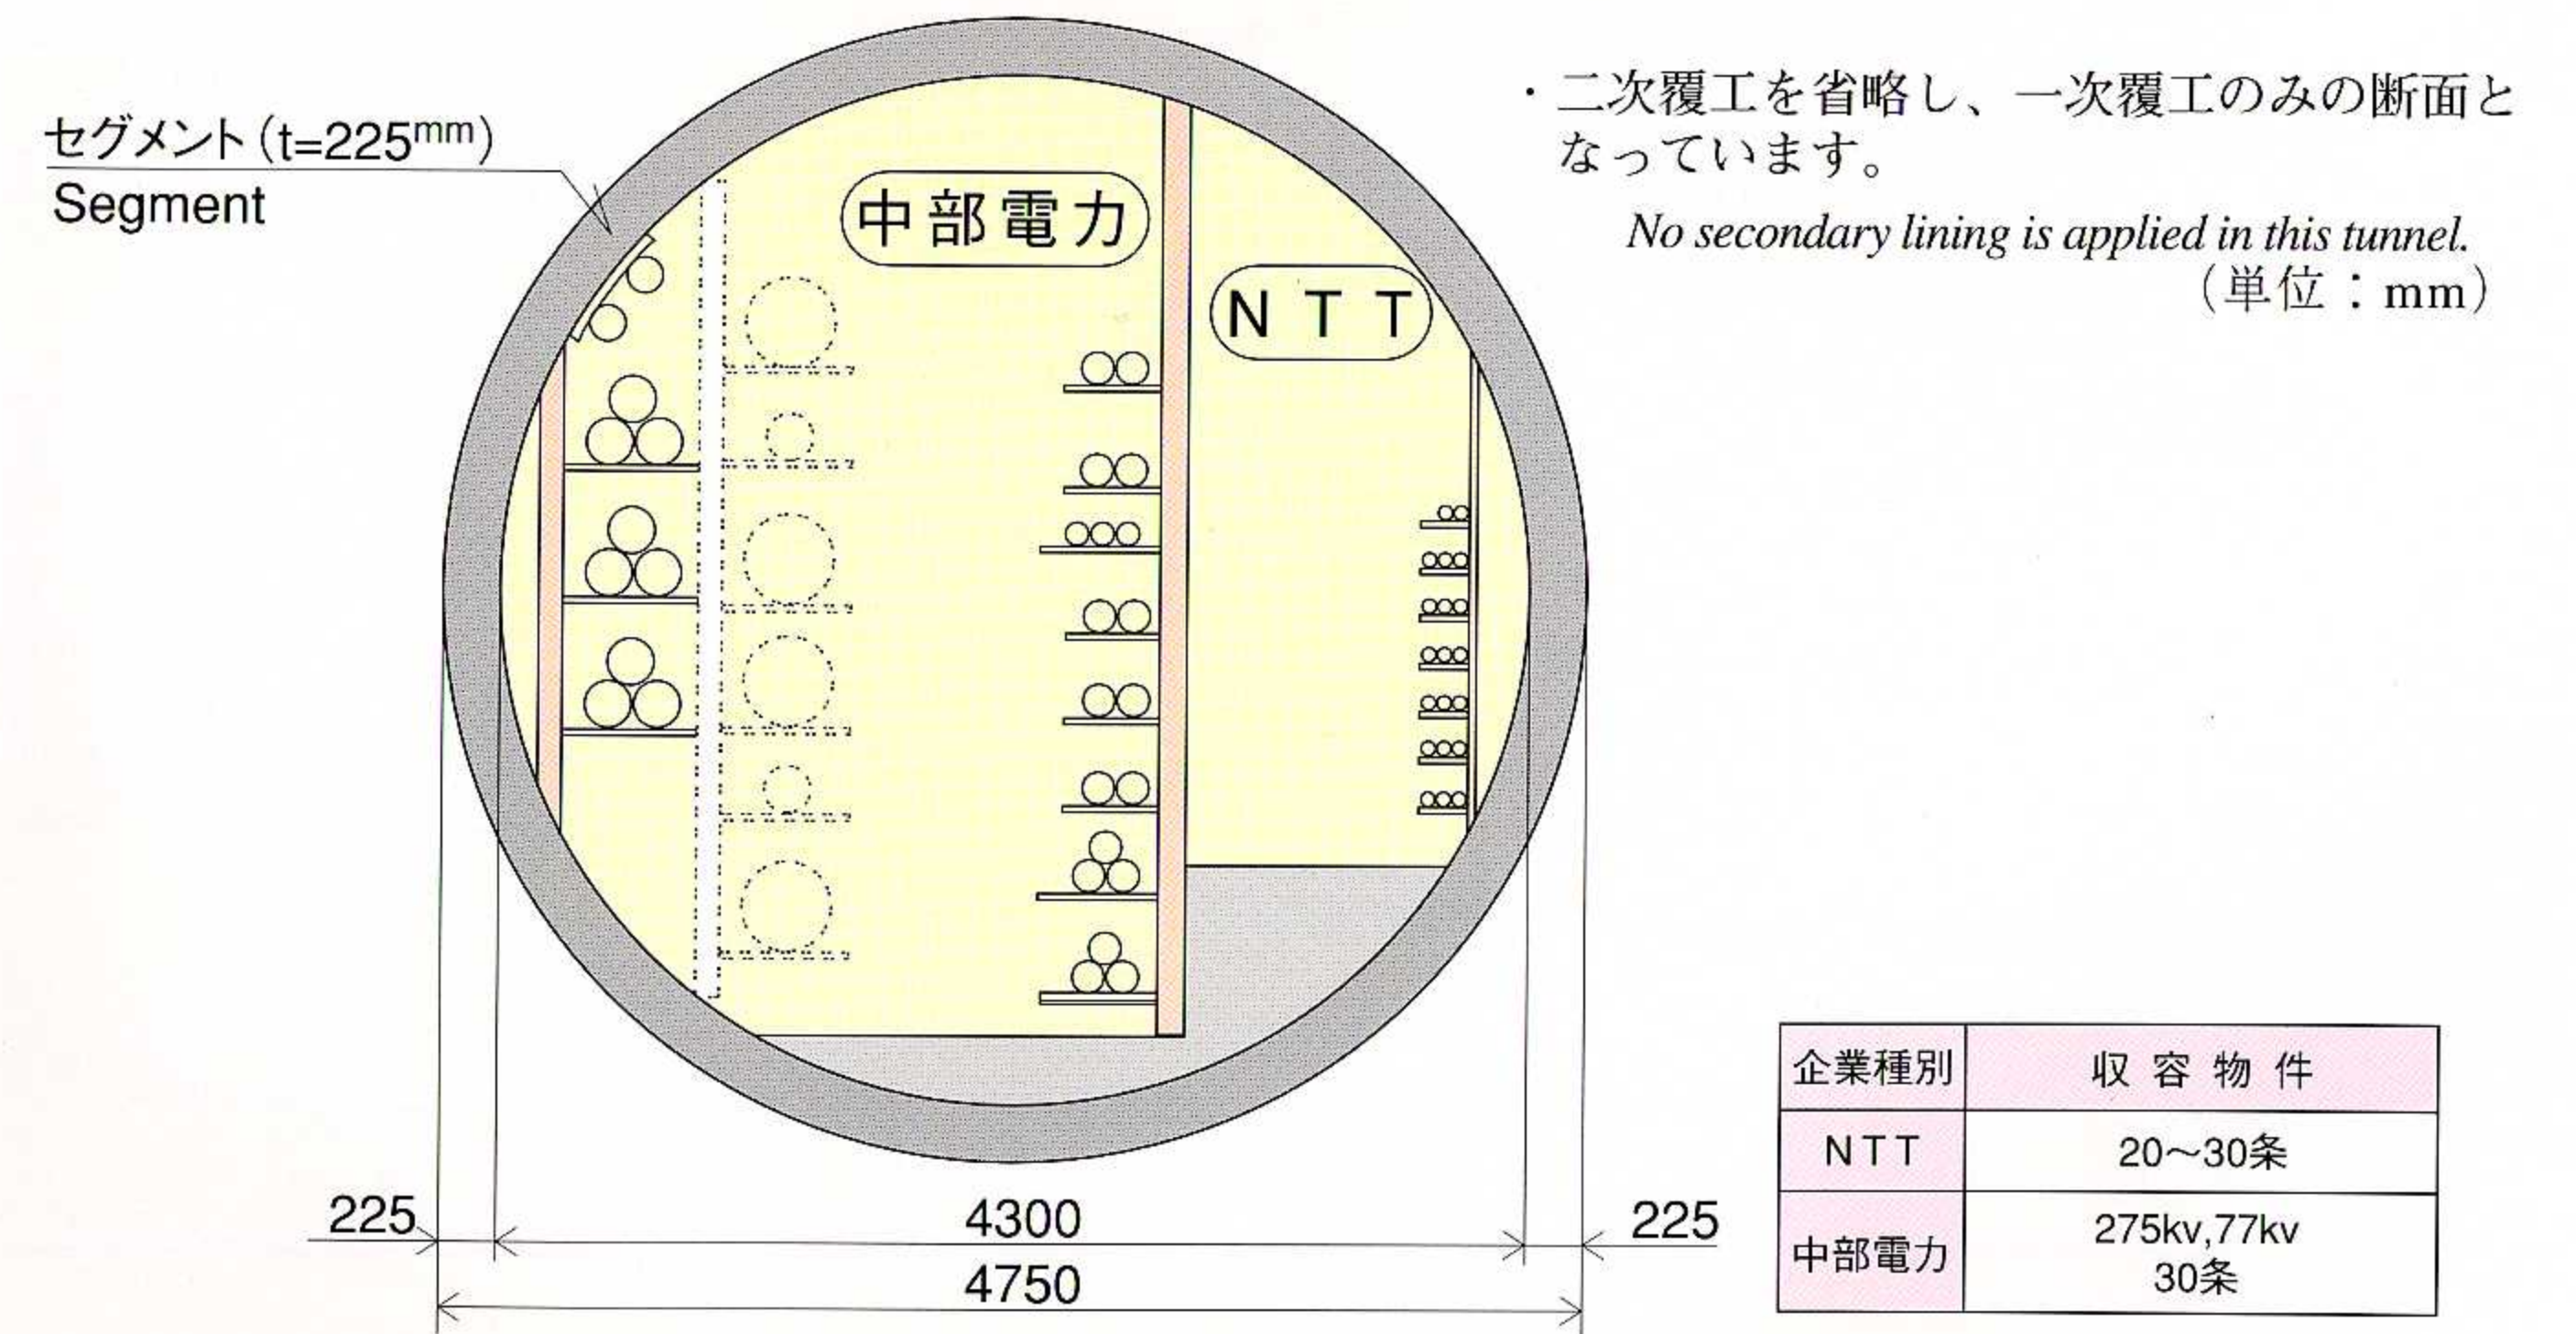 セグメント(t=225mm)
Segment
中部電力
NTT
・二次覆工を省略し、一次覆工のみの断面と
なっています。
No secondary lining is applied in this tunnel.
(単位:mm)
225
4300
225
4750
企業種別 収容物件
NTT 20～30条
中部電力 275kv,77kv
30条